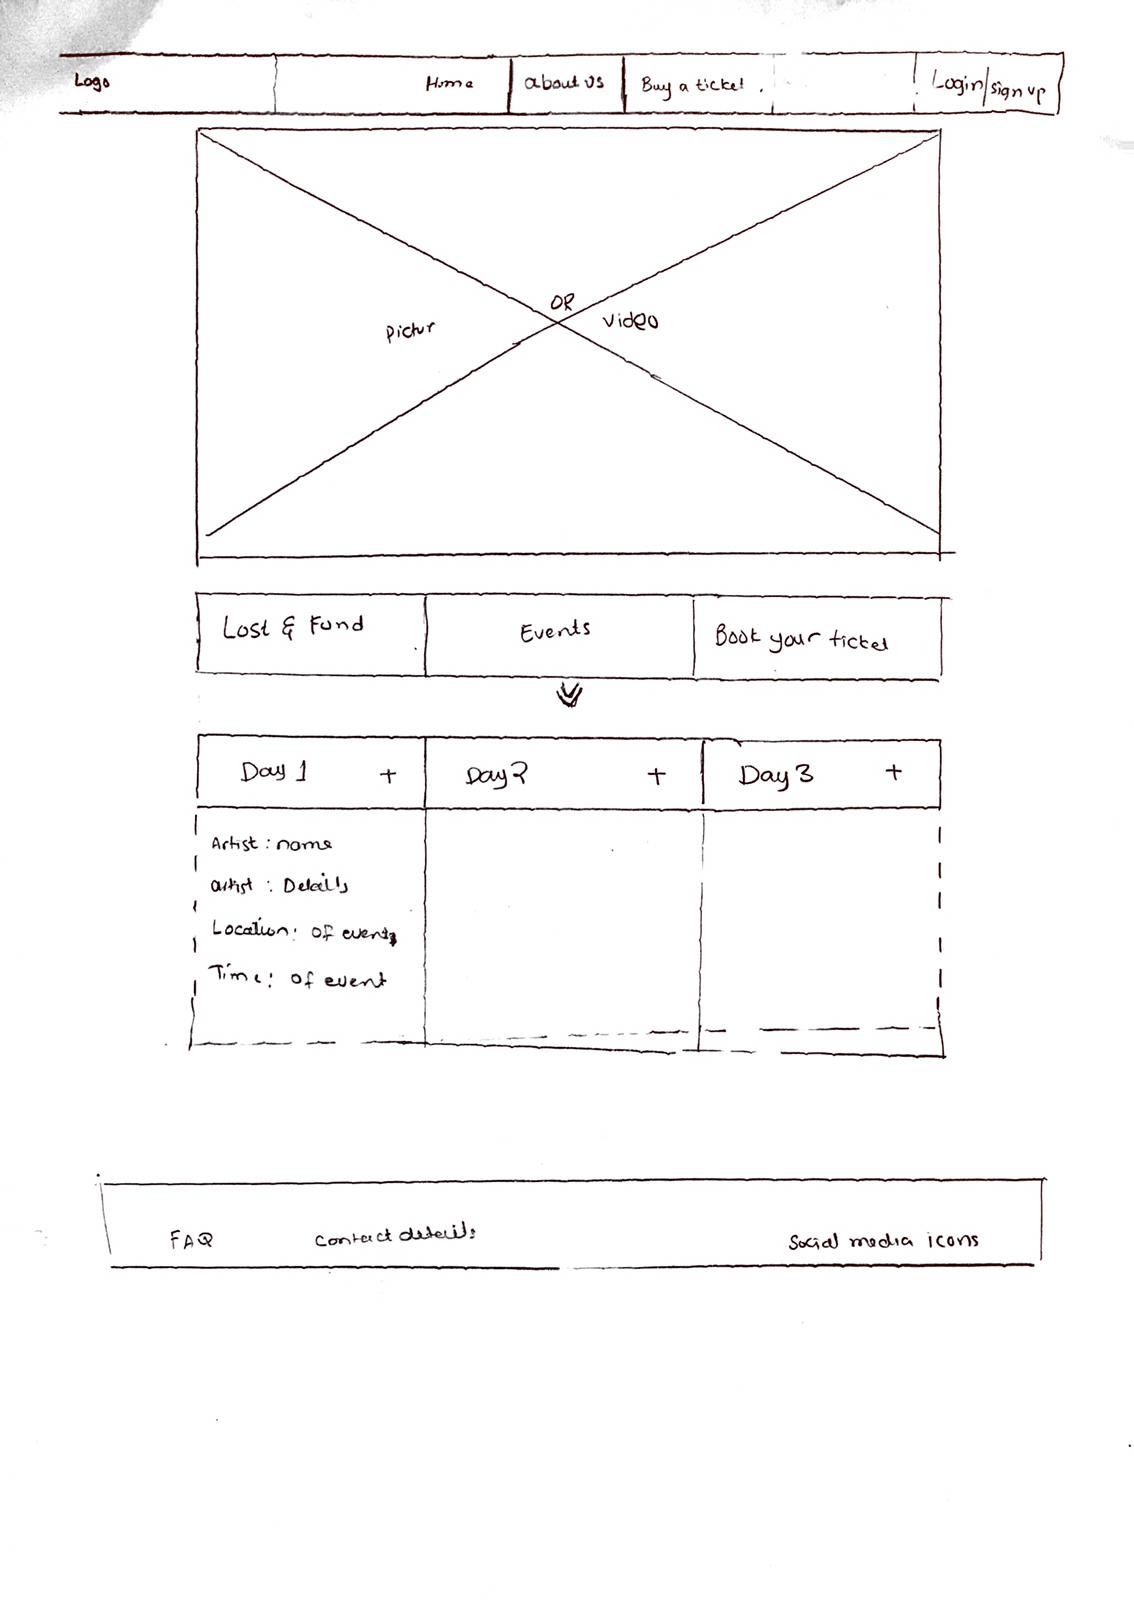 Logo
Home
about us
Buy a ticket.
Login/sign up
OR
Pictur
Video
Lost & Fund
Events
Book your ticket
Day 1 +
Day 2 +
Day 3 +
Artist : name
artist : Details
Location: of events
Time: of event
FAQ
Contact details
Social media icons